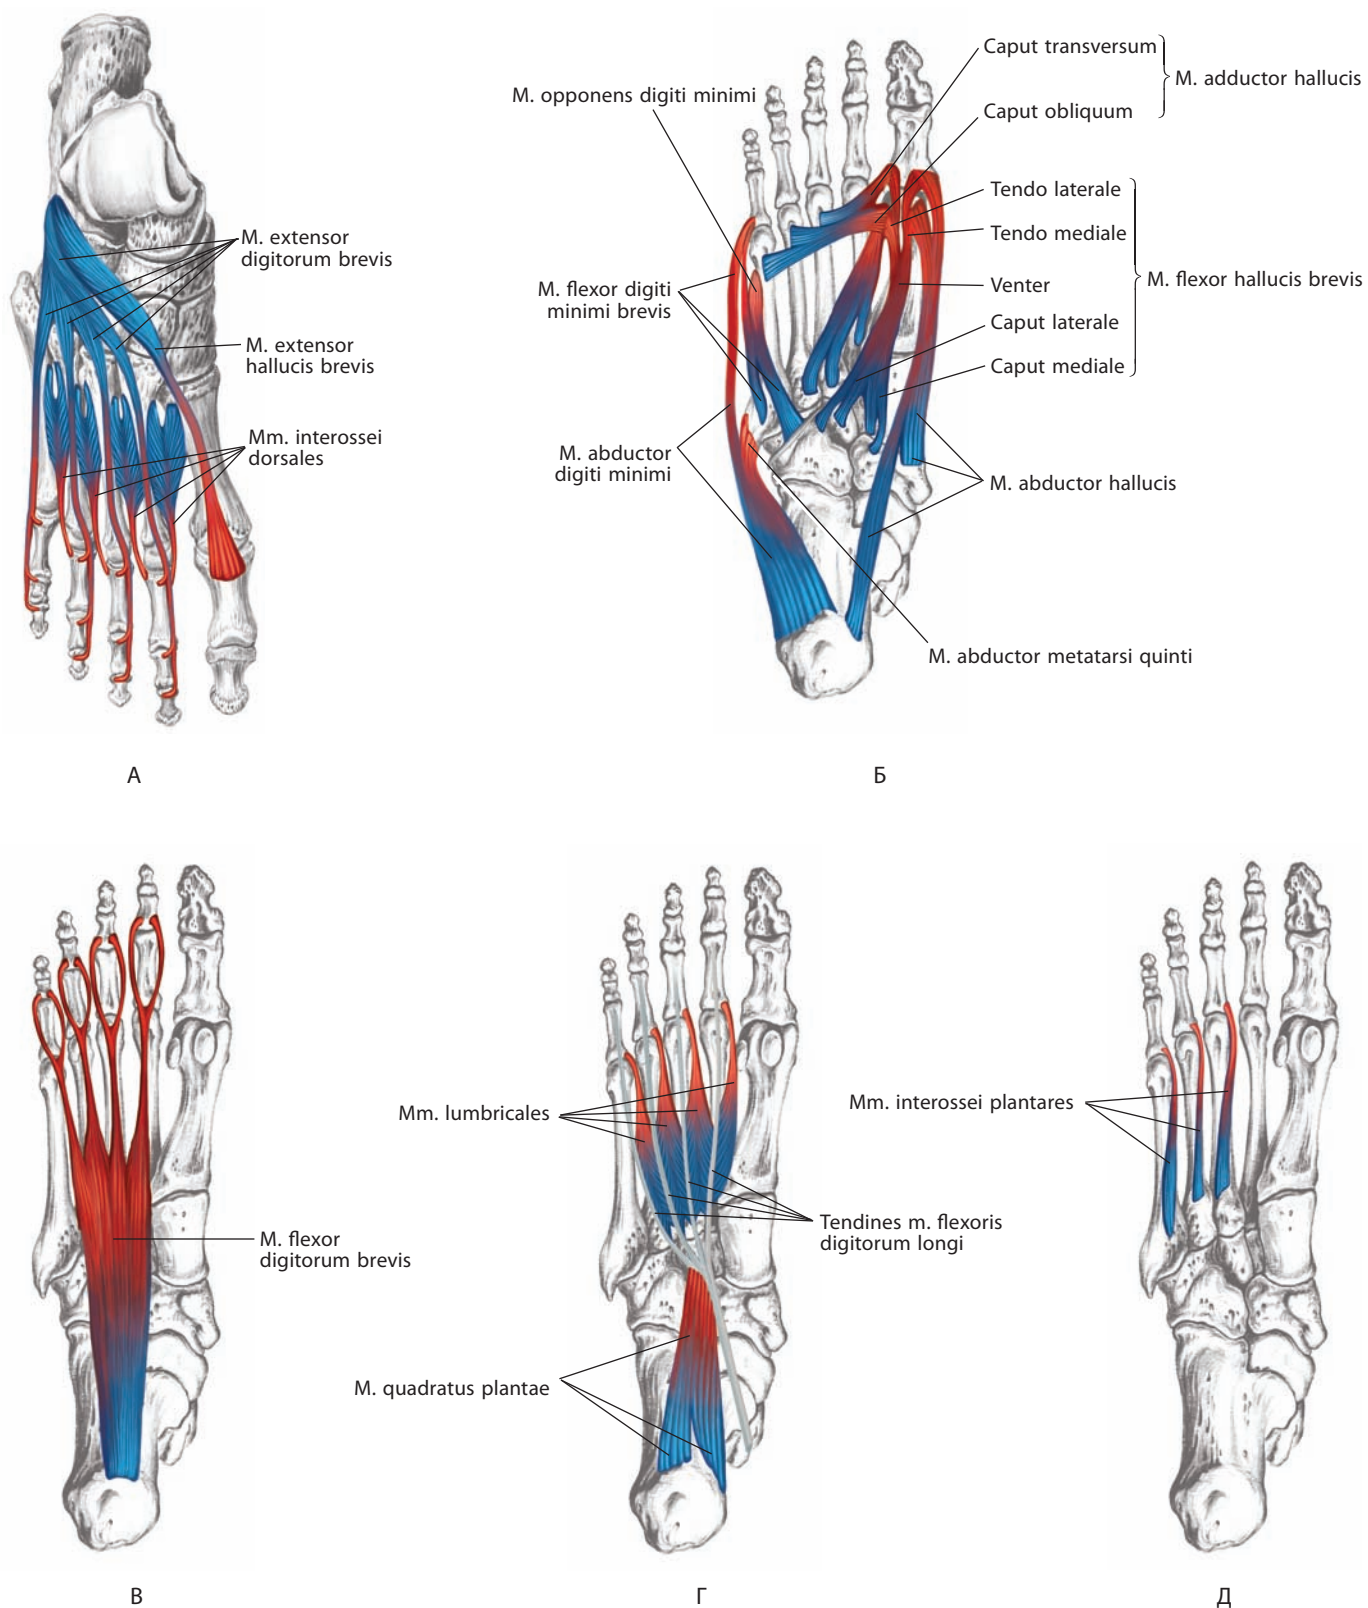 M. extensor
digitorum brevis
M. extensor
hallucis brevis
Mm. interossei
dorsales
А
M. opponens digiti minimi
M. flexor digiti
minimi brevis
M. abductor
digiti minimi
Caput transversum
M. adductor hallucis
Caput obliquum
Tendo laterale
Tendo mediale
M. flexor hallucis brevis
Venter
Caput laterale
Caput mediale
M. abductor hallucis
M. abductor metatarsi quinti
Б
M. flexor
digitorum brevis
В
Mm. lumbricales
Tendines m. flexoris
digitorum longi
M. quadratus plantae
Г
Mm. interossei plantares
Д